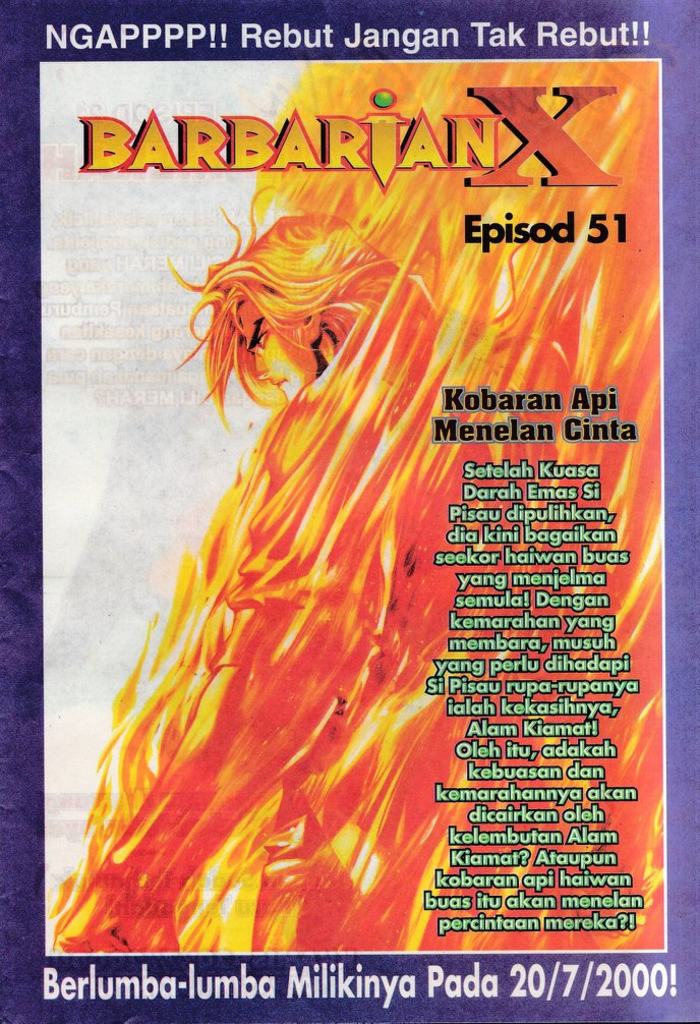 NGAPPPP!! Rebut Jangan Tak Rebut!!
BARBARIAN X
Episod 51
Kobaran Api
Menelan Cinta
Setelah Kuasa
Darah Emas Si
Pisau dipulihkan,
dia kini bagaikan
seekor haiwan buas
yang menjelma
semula! Dengan
kemarahan yang
membara, musuh
yang perlu dihadapi
Si Pisau rupa-rupanya
ialah kekasihnya,
Alam Kiamat!
Oleh itu, adakah
kebuasan dan
kemarahannya akan
dicairkan oleh
kelembutan Alam
Kiamat? Ataupun
kobaran api haiwan
buas itu akan menelan
percintaan mereka?!
Berlumba-lumba Milikinya Pada 20/7/2000!